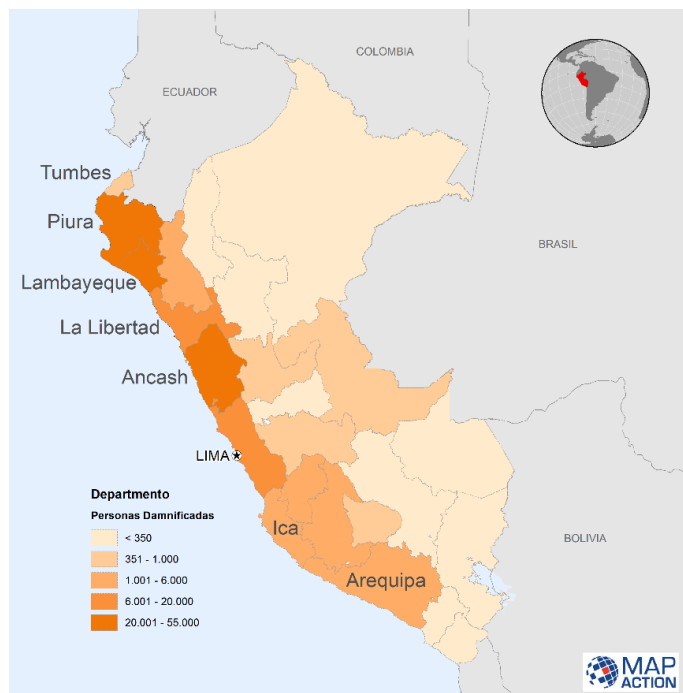 COLOMBIA
ECUADOR
Tumbes
Piura
BRASIL
Lambayeque
La Libertad
Ancash
LIMA
Departmento
Personas Damnificadas
< 350
351 - 1.000
1.001 - 6.000
6.001 - 20.000
20.001 - 55.000
Ica
Arequipa
BOLIVIA
MAP
ACTION